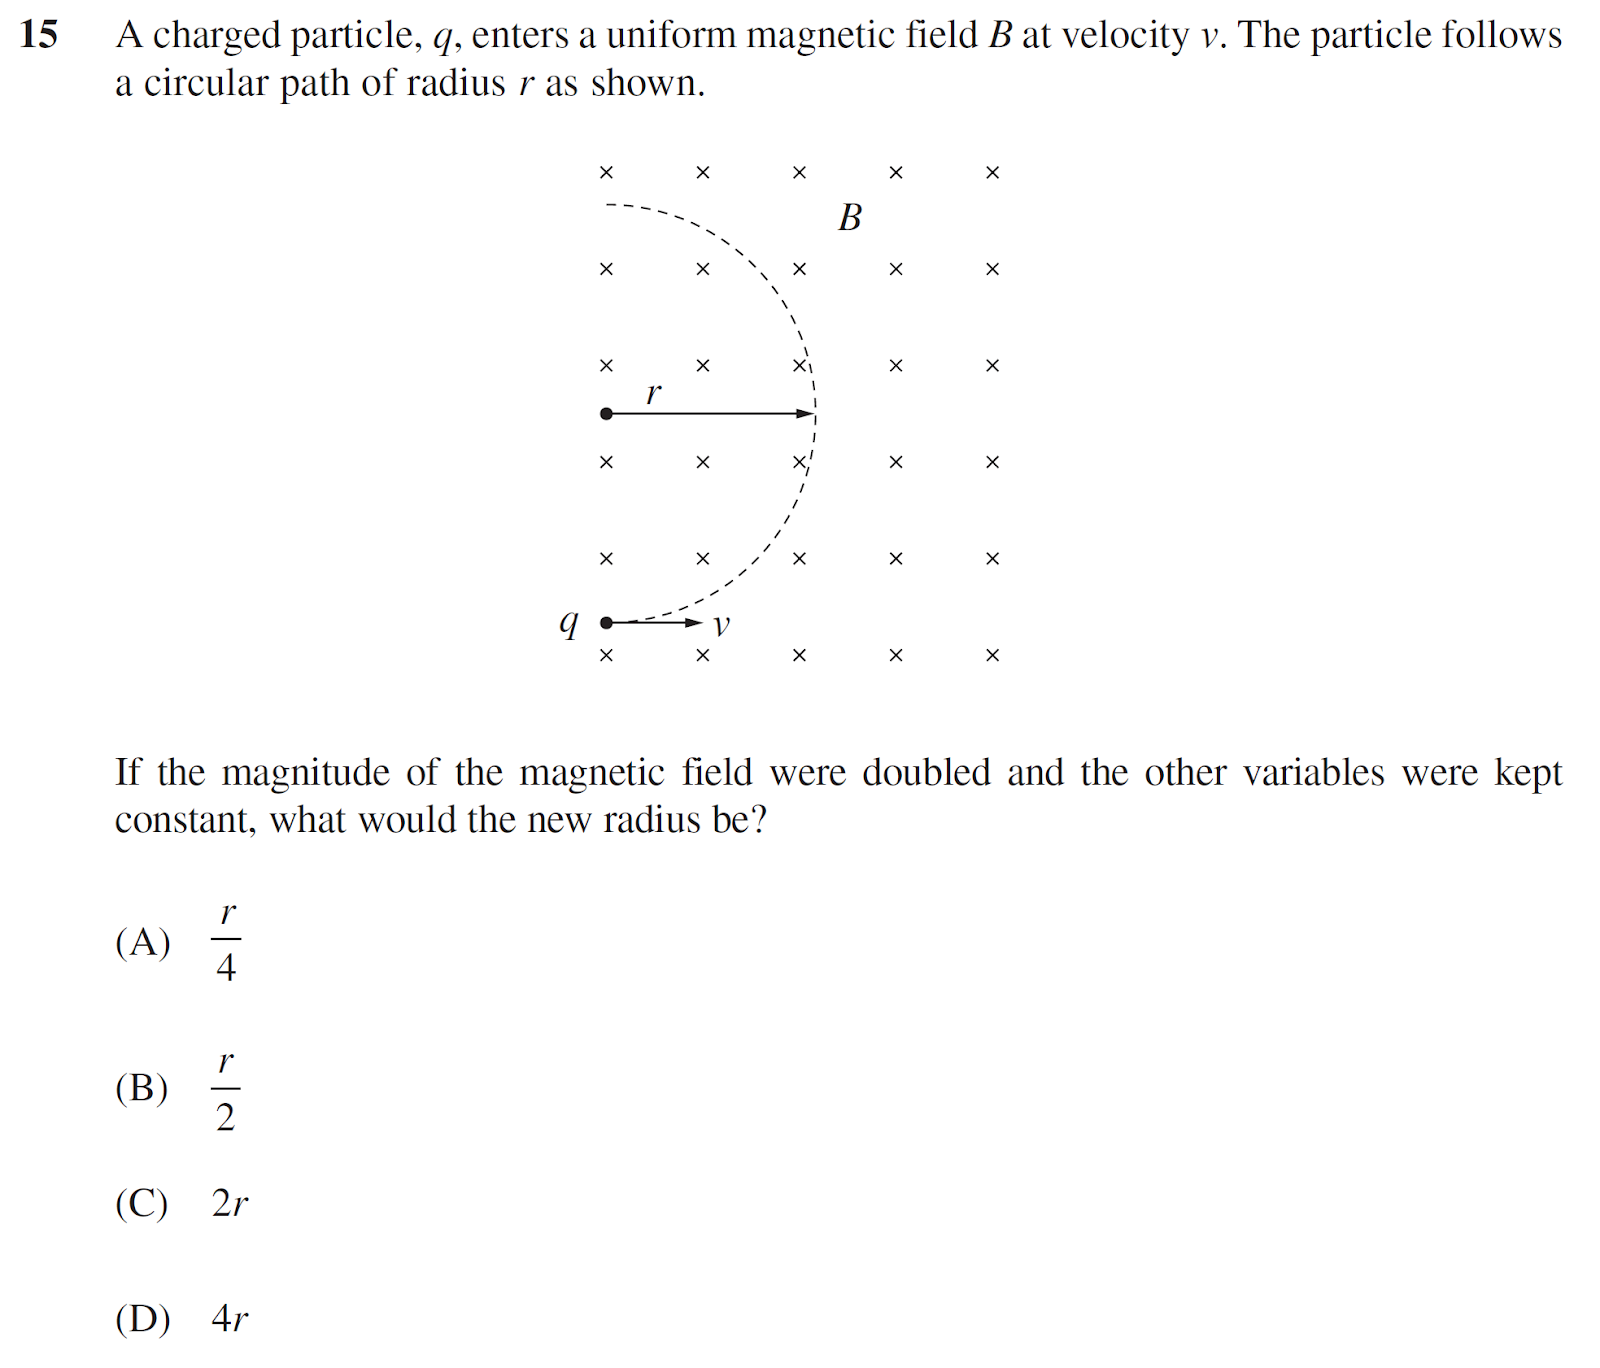 15 A charged particle, q, enters a uniform magnetic field B at velocity v. The particle follows
a circular path of radius r as shown.
× × × × ×
B
× × × × ×
× × × × ×
r
× × × × ×
× × × × ×
q v
× × × × ×
If the magnitude of the magnetic field were doubled and the other variables were kept
constant, what would the new radius be?
(A) r/4
(B) r/2
(C) 2r
(D) 4r